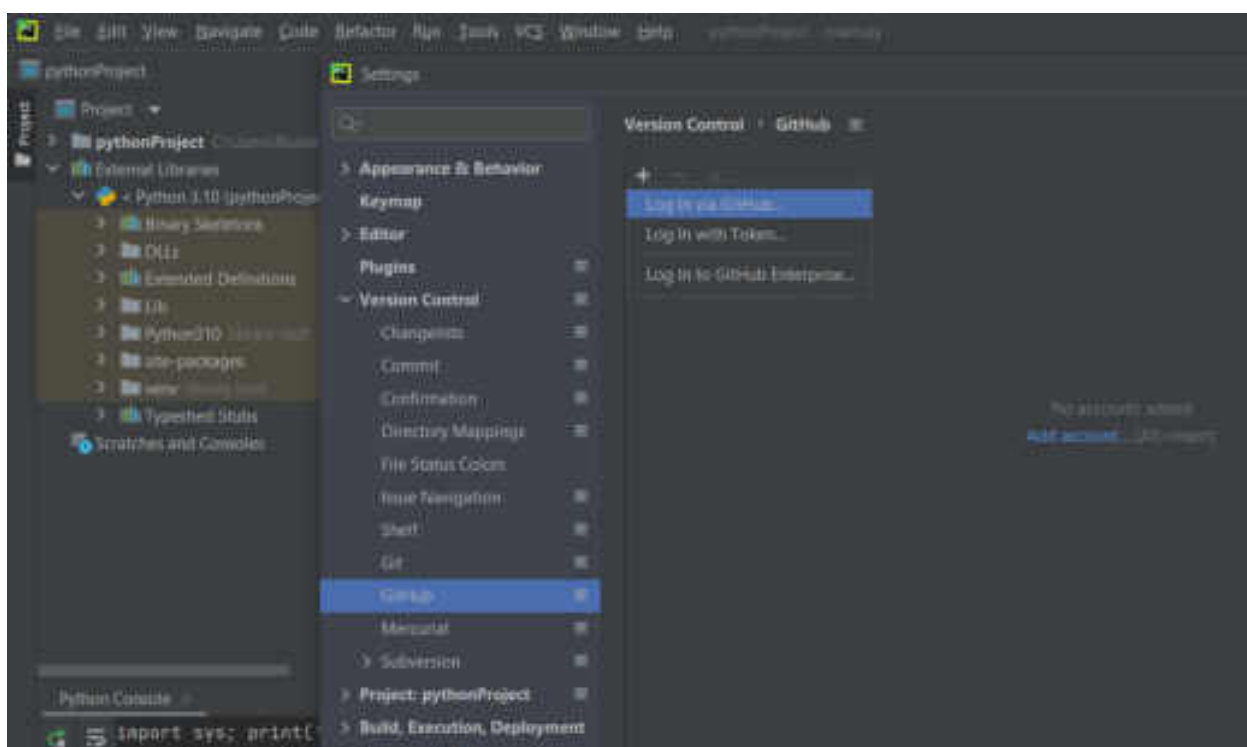 File Edit View Navigate Code Refactor Run Tools VCS Window Help
pythonProject
Settings
Project
Project
pythonProject
External Libraries
< Python 3.10
Binary Skeletons
DLLs
Extended Definitions
Lib
Python310
site-packages
venv
Typeshed Stubs
Scratches and Consoles
Appearance & Behavior
Keymap
Editor
Plugins
Version Control
Changelists
Commit
Confirmation
Directory Mappings
File Status Colors
Issue Navigation
Shelf
Git
GitHub
Mercurial
Subversion
Project: pythonProject
Build, Execution, Deployment
Version Control › GitHub
+
Log In via GitHub...
Log In with Token...
Log In to GitHub Enterprise...
No accounts added
Add account...
Python Console
import sys; print(